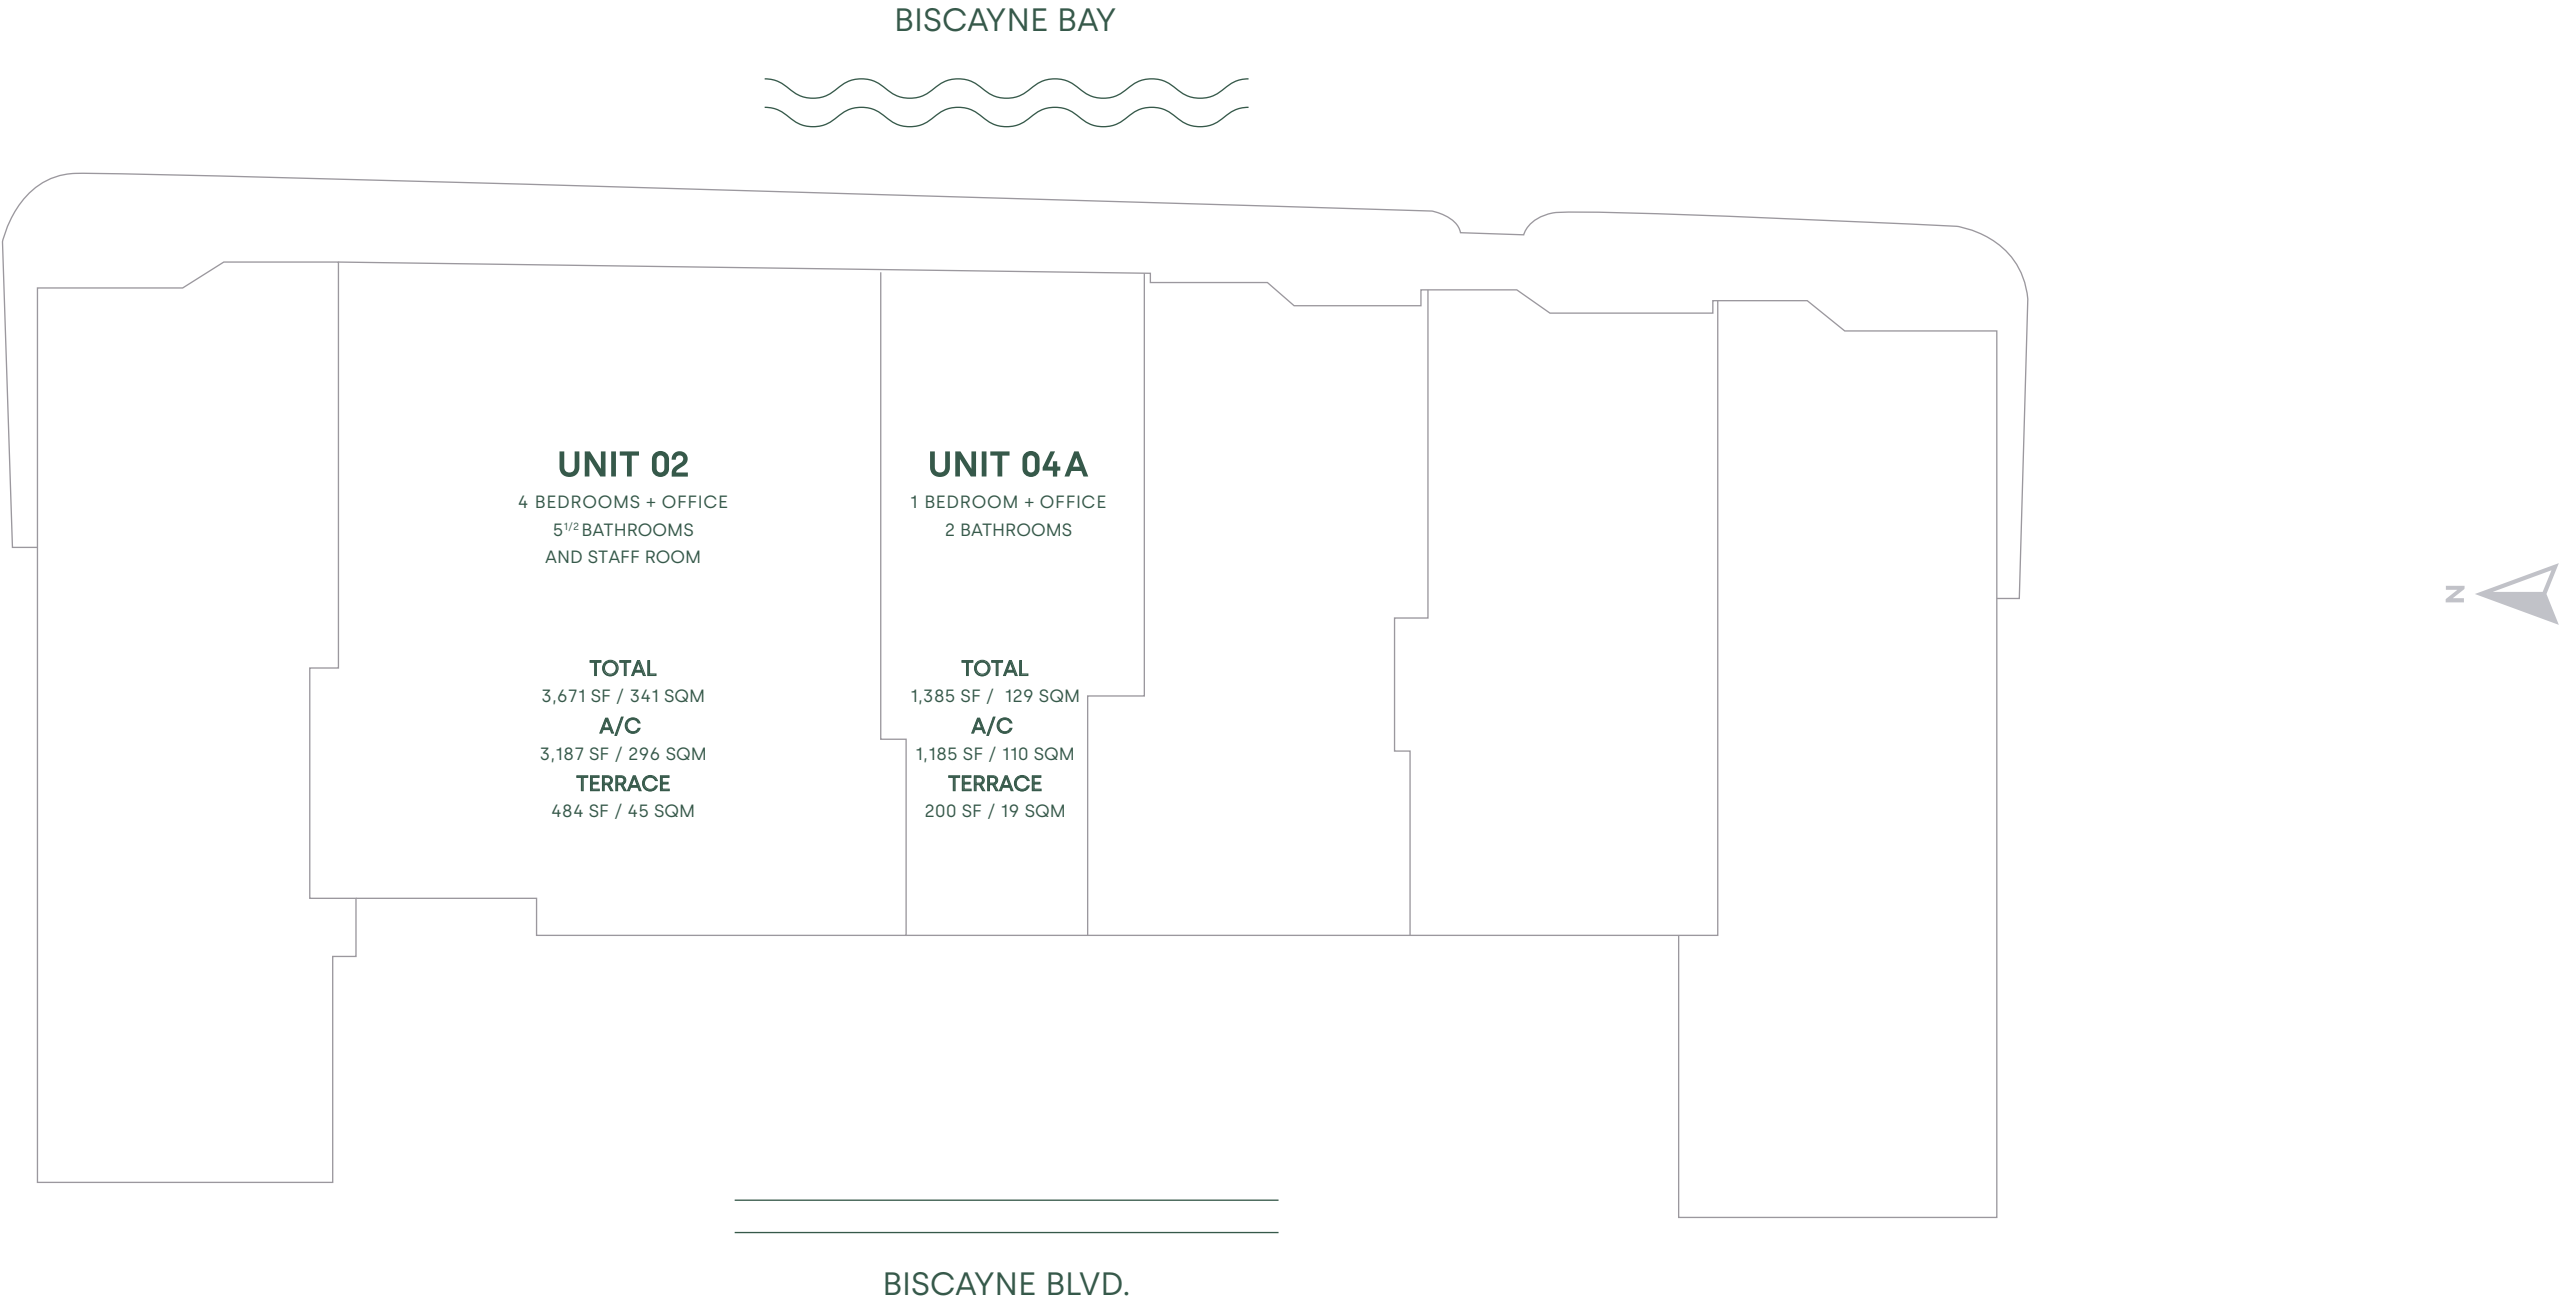 BISCAYNE BAY
UNIT 02
4 BEDROOMS + OFFICE
5 1/2 BATHROOMS
AND STAFF ROOM
TOTAL
3,671 SF / 341 SQM
A/C
3,187 SF / 296 SQM
TERRACE
484 SF / 45 SQM
UNIT 04A
1 BEDROOM + OFFICE
2 BATHROOMS
TOTAL
1,385 SF / 129 SQM
A/C
1,185 SF / 110 SQM
TERRACE
200 SF / 19 SQM
N
BISCAYNE BLVD.